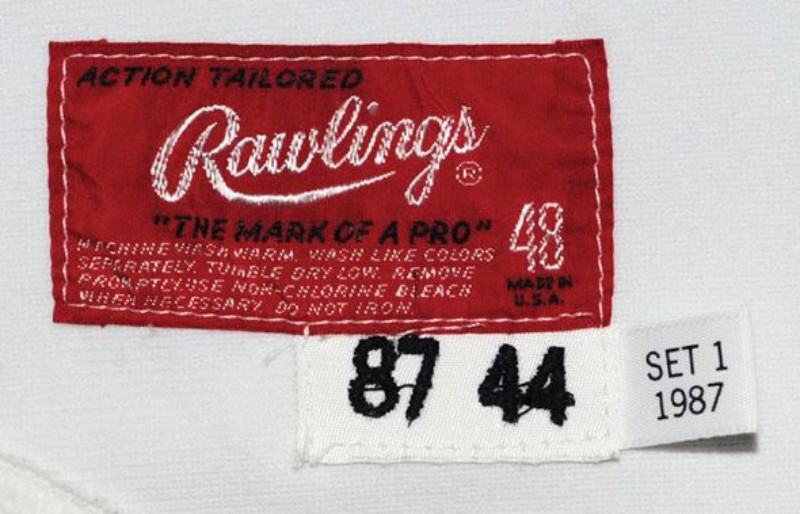 ACTION TAILORED
Rawlings ®
"THE MARK OF A PRO"
48
MACHINE WASH WARM, WASH LIKE COLORS
SEPERATELY, TUMBLE DRY LOW. REMOVE
PROMPTLY.USE NON-CHLORINE BLEACH
WHEN NECESSARY. DO NOT IRON.
MADE IN
U.S.A.
87 44
SET 1
1987